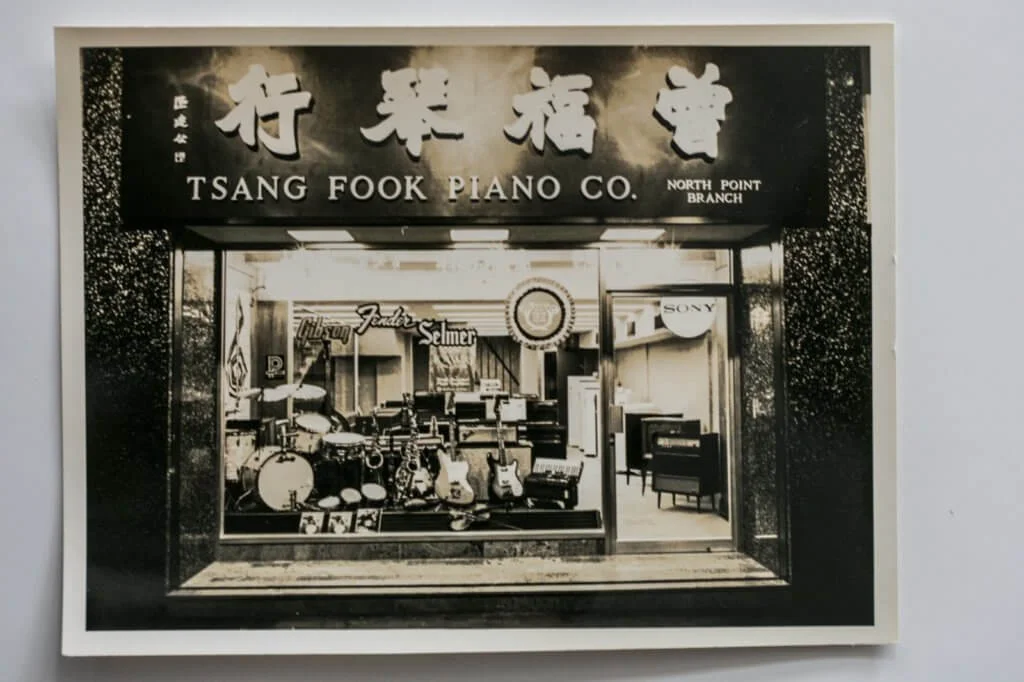 曾福琴行
TSANG FOOK PIANO CO.
NORTH POINT
BRANCH
Gibson
Fender
Selmer
SONY